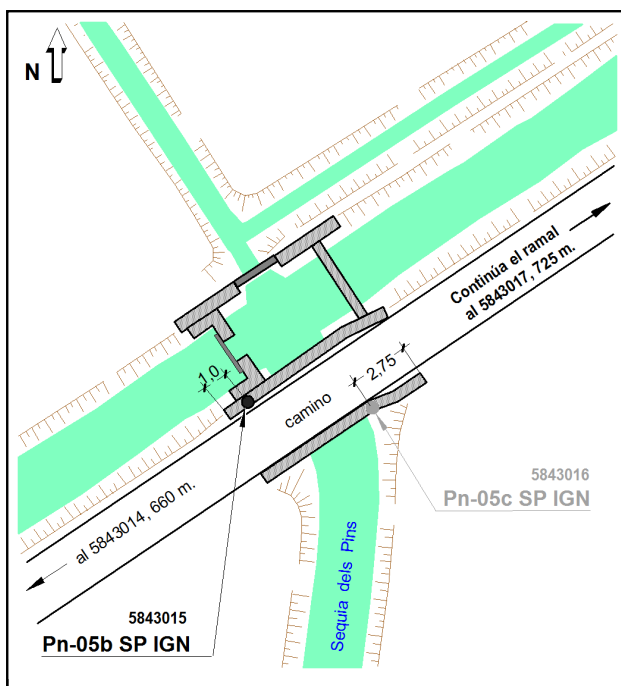 N
Continúa el ramal
al 5843017, 725 m.
1,0
2,75
camino
5843016
Pn-05c SP IGN
al 5843014, 660 m.
Sequia dels Pins
5843015
Pn-05b SP IGN